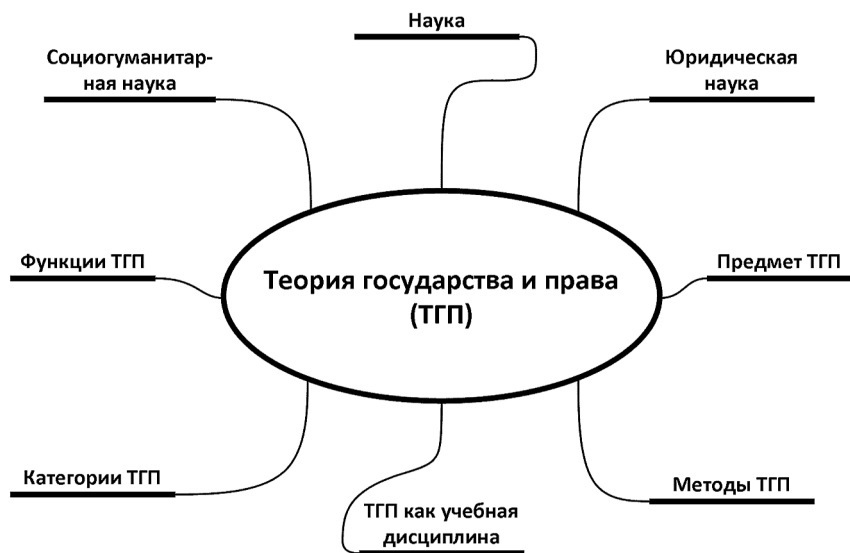 Наука
Социогуманитар-
ная наука
Юридическая
наука
Функции ТГП
Теория государства и права
(ТГП)
Предмет ТГП
Категории ТГП
ТГП как учебная
дисциплина
Методы ТГП